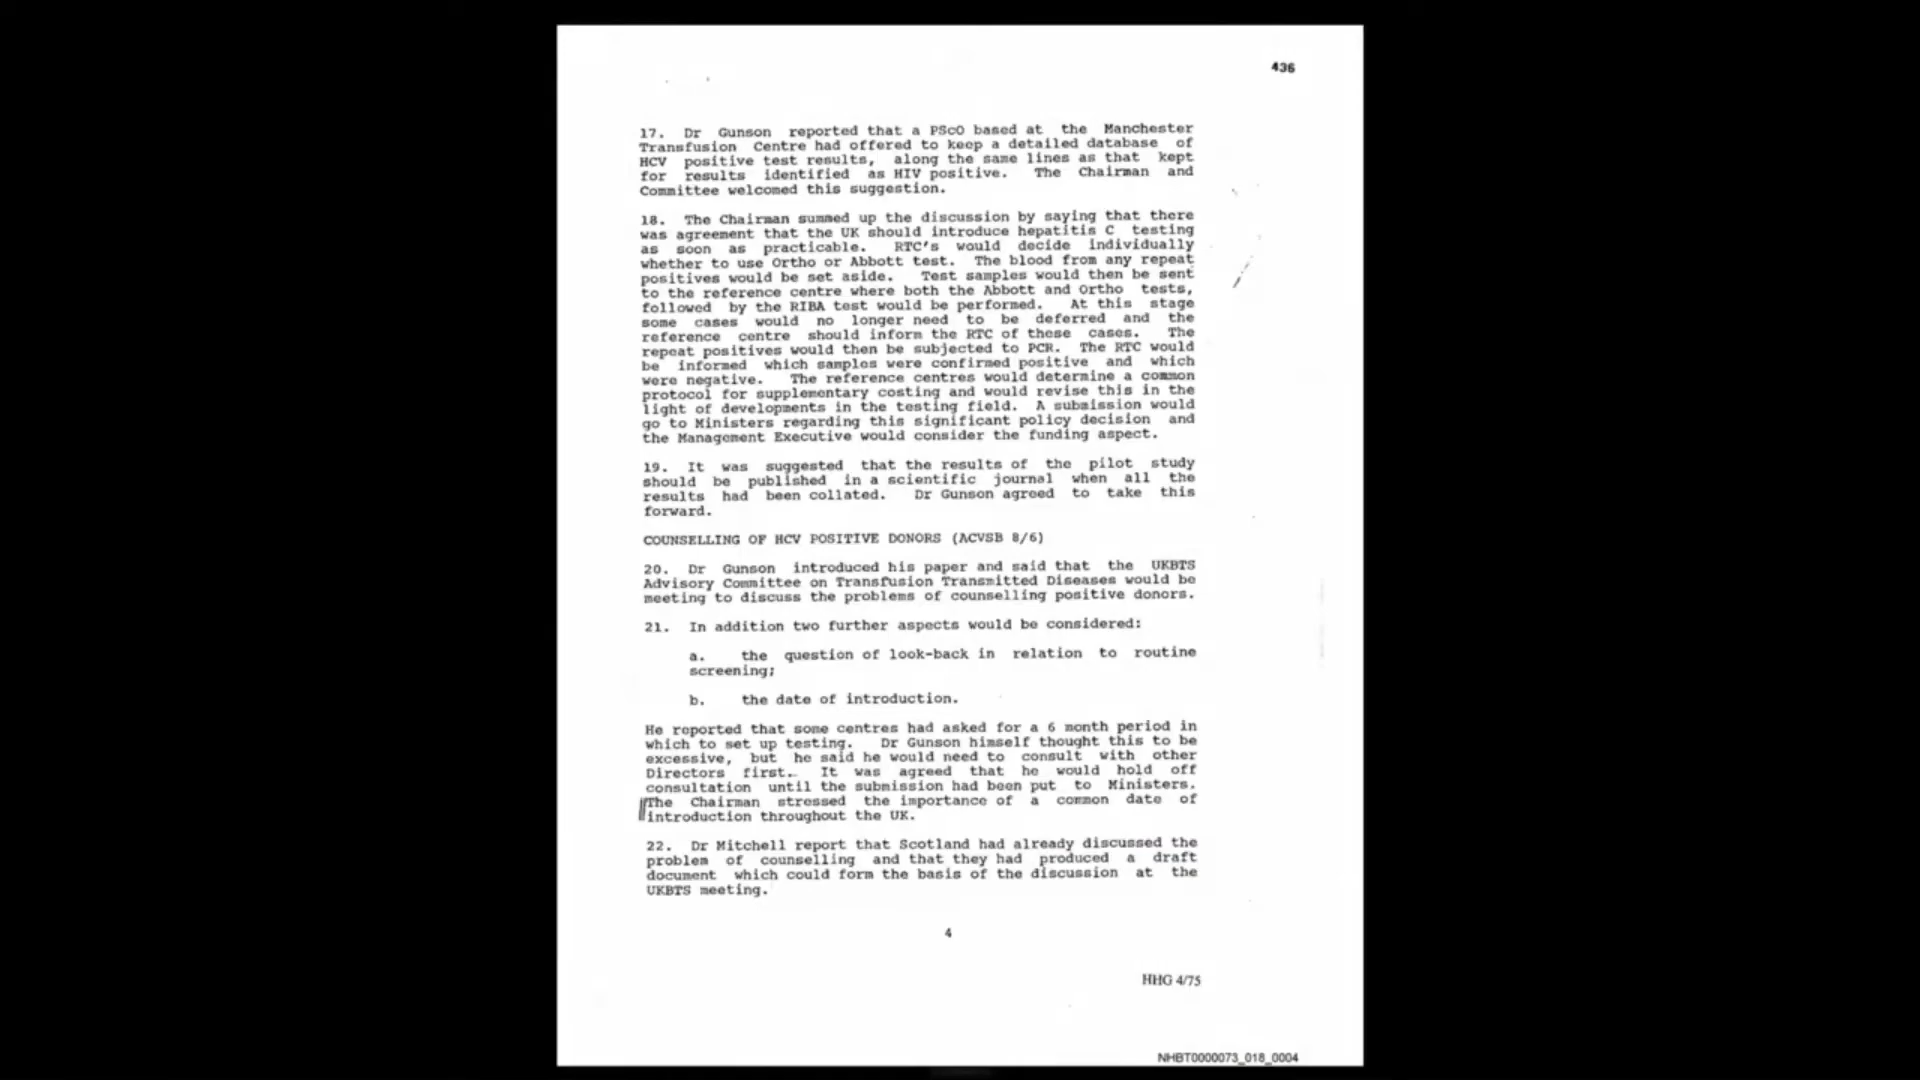 436
17. Dr Gunson reported that a PScO based at the Manchester
Transfusion Centre had offered to keep a detailed database of
HCV positive test results, along the same lines as that kept
for results identified as HIV positive. The Chairman and
Committee welcomed this suggestion.
18. The Chairman summed up the discussion by saying that there
was agreement that the UK should introduce hepatitis C testing
as soon as practicable. RTC's would decide individually
whether to use Ortho or Abbott test. The blood from any repeat
positives would be set aside. Test samples would then be sent
to the reference centre where both the Abbott and Ortho tests,
followed by the RIBA test would be performed. At this stage
some cases would no longer need to be deferred and the
reference centre should inform the RTC of these cases. The
repeat positives would then be subjected to PCR. The RTC would
be informed which samples were confirmed positive and which
were negative. The reference centres would determine a common
protocol for supplementary costing and would revise this in the
light of developments in the testing field. A submission would
go to Ministers regarding this significant policy decision and
the Management Executive would consider the funding aspect.
19. It was suggested that the results of the pilot study
should be published in a scientific journal when all the
results had been collated. Dr Gunson agreed to take this
forward.
COUNSELLING OF HCV POSITIVE DONORS (ACVSB 8/6)
20. Dr Gunson introduced his paper and said that the UKBTS
Advisory Committee on Transfusion Transmitted Diseases would be
meeting to discuss the problems of counselling positive donors.
21. In addition two further aspects would be considered:
a. the question of look-back in relation to routine
screening;
b. the date of introduction.
He reported that some centres had asked for a 6 month period in
which to set up testing. Dr Gunson himself thought this to be
excessive, but he said he would need to consult with other
Directors first. It was agreed that he would hold off
consultation until the submission had been put to Ministers.
The Chairman stressed the importance of a common date of
introduction throughout the UK.
22. Dr Mitchell report that Scotland had already discussed the
problem of counselling and that they had produced a draft
document which could form the basis of the discussion at the
UKBTS meeting.
4
HHG 4/75
NHBT0000073_018_0004